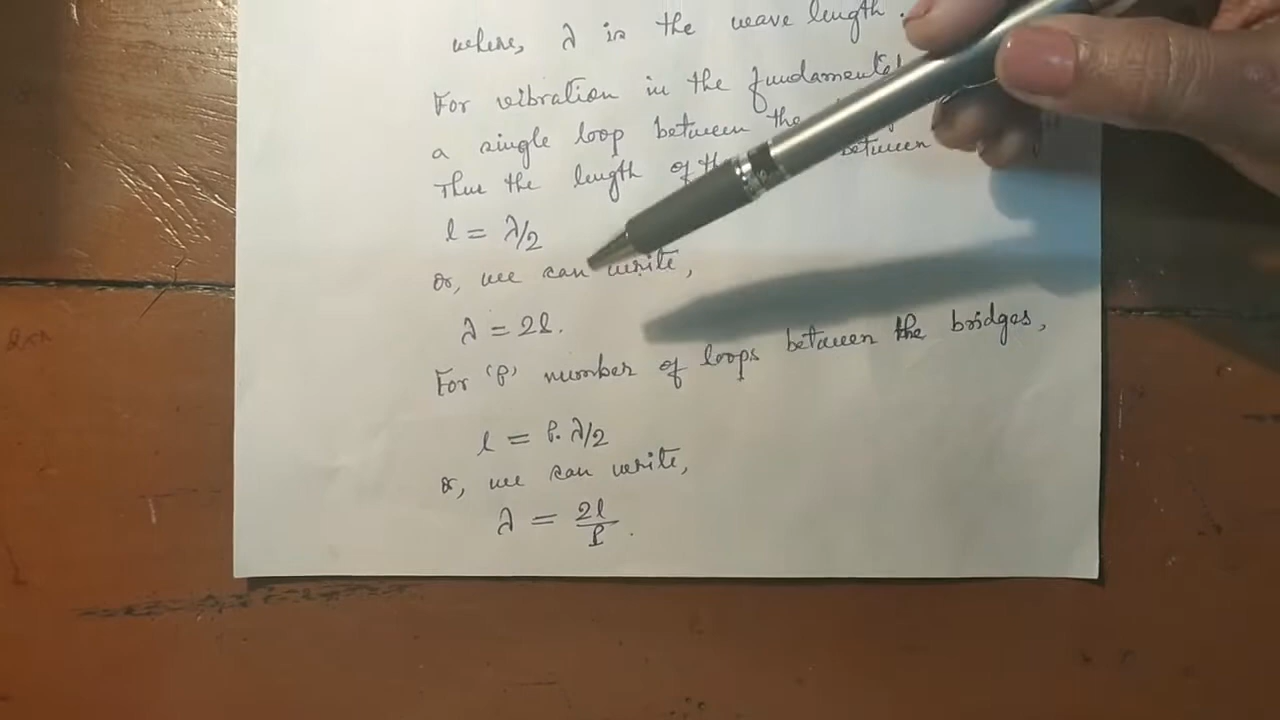 where, λ is the wave length.
For vibration in the fundamental
a single loop between the
Thus the length of the between
l = λ/2
or, we can write,
λ = 2l.
For 'P' number of loops between the bridges,
l = P. λ/2
or, we can write,
λ = 2l/P.